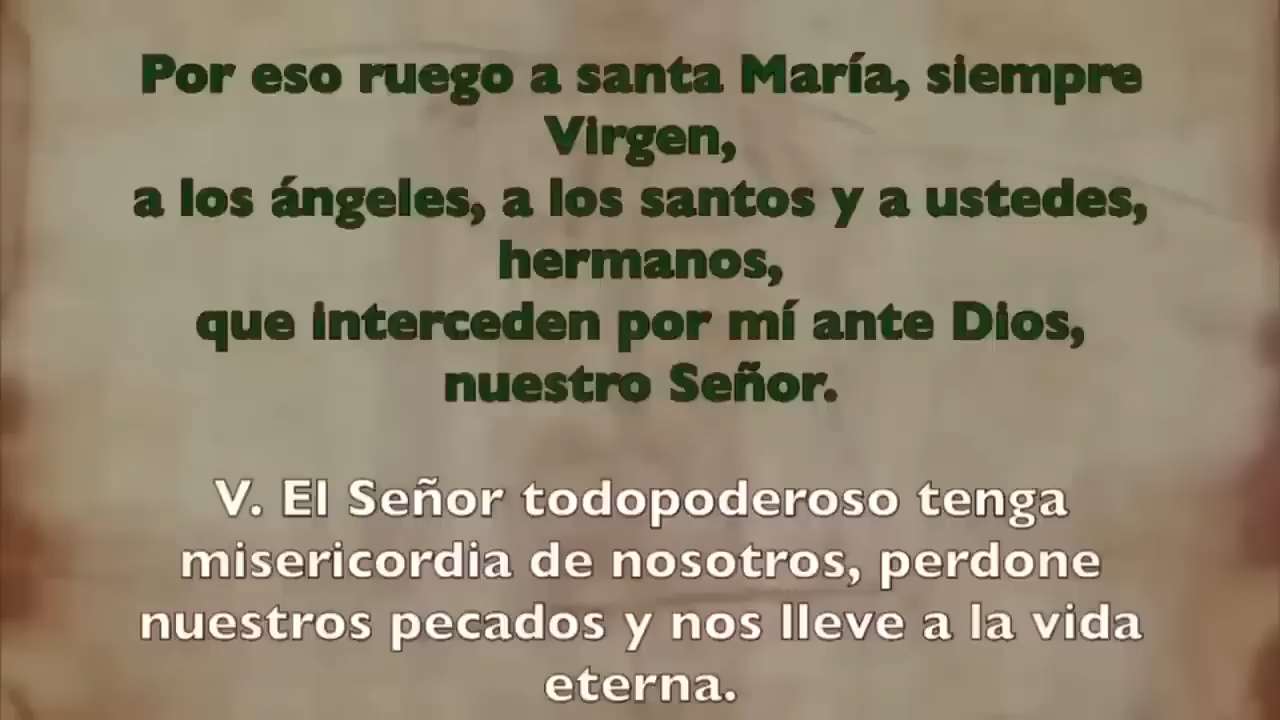 Por eso ruego a santa María, siempre
Virgen,
a los ángeles, a los santos y a ustedes,
hermanos,
que interceden por mí ante Dios,
nuestro Señor.
V. El Señor todopoderoso tenga
misericordia de nosotros, perdone
nuestros pecados y nos lleve a la vida
eterna.